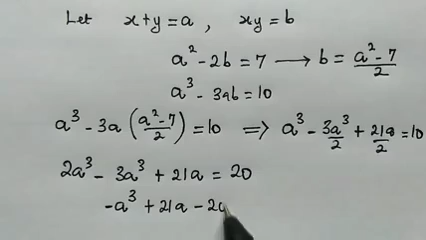 Let x+y=a , xy=b
a² - 2b = 7 ⟶ b = (a² - 7)/2
a³ - 3ab = 10
a³ - 3a ( (a²-7)/2 ) = 10 ⟹ a³ - 3a³/2 + 21a/2 = 10
2a³ - 3a³ + 21a = 20
-a³ + 21a - 20